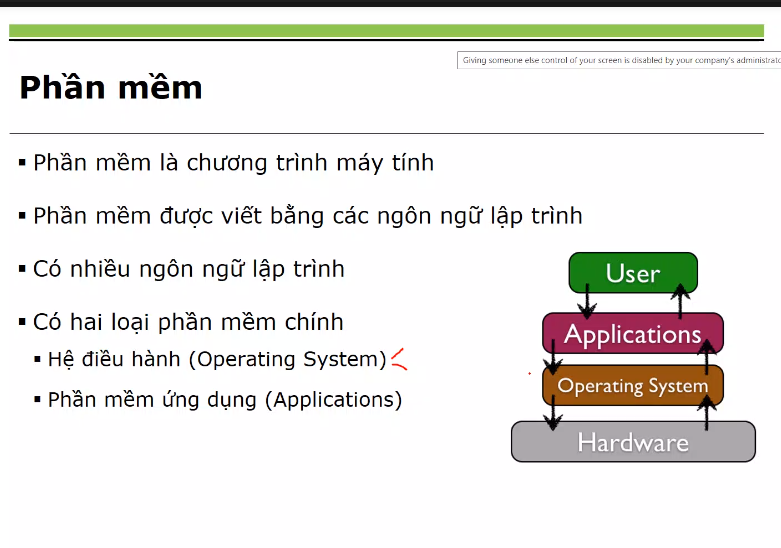 Giving someone else control of your screen is disabled by your company's administrato
Phần mềm
▪ Phần mềm là chương trình máy tính
▪ Phần mềm được viết bằng các ngôn ngữ lập trình
▪ Có nhiều ngôn ngữ lập trình
▪ Có hai loại phần mềm chính
▪ Hệ điều hành (Operating System)
▪ Phần mềm ứng dụng (Applications)
User
Applications
Operating System
Hardware